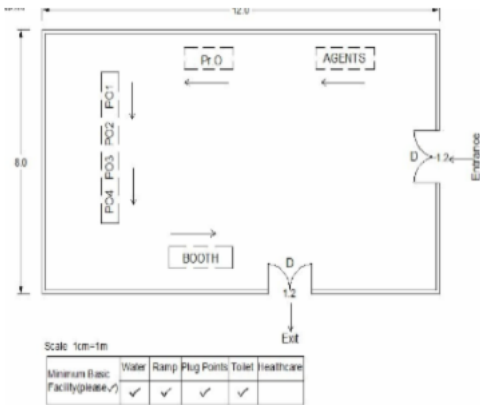 12.0
Pr.O
AGENTS
PO1
PO2
PO3
PO4
8.0
D
1.2
Entrance
BOOTH
D
1.2
Exit
Scale 1cm=1m
Minimum Basic Facility(please✓) Water Ramp Plug Points Toilet Healthcare
✓ ✓ ✓ ✓